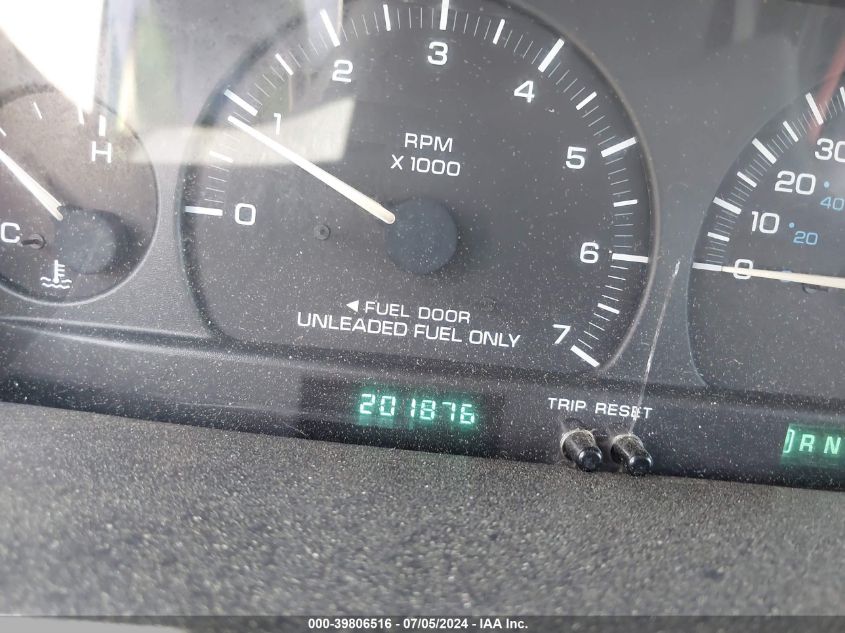 H
C
0
1
2
3
4
5
6
7
RPM
X 1000
◄ FUEL DOOR
UNLEADED FUEL ONLY
201876
TRIP RESET
0
10
20
30
20
40
RN
000-39806516 - 07/05/2024 - IAA Inc.